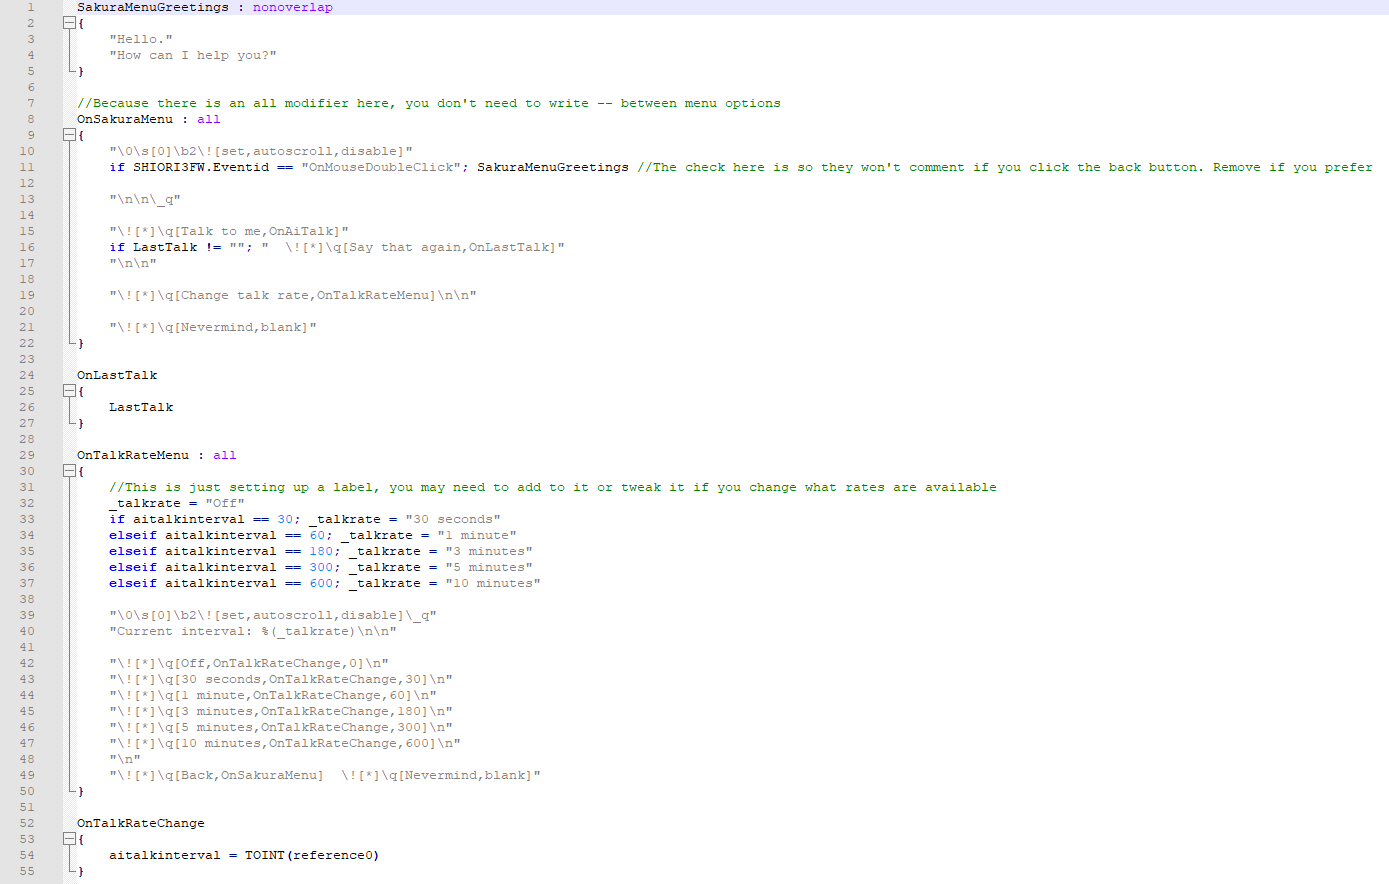 1 SakuraMenuGreetings : nonoverlap
2 {
3 "Hello."
4 "How can I help you?"
5 }
6
7 //Because there is an all modifier here, you don't need to write -- between menu options
8 OnSakuraMenu : all
9 {
10 "\0\s[0]\b2\![set,autoscroll,disable]"
11 if SHIORI3FW.Eventid == "OnMouseDoubleClick"; SakuraMenuGreetings //The check here is so they won't comment if you click the back button. Remove if you prefer
12
13 "\n\n\_q"
14
15 "\![*]\q[Talk to me,OnAiTalk]"
16 if LastTalk != ""; "  \![*]\q[Say that again,OnLastTalk]"
17 "\n\n"
18
19 "\![*]\q[Change talk rate,OnTalkRateMenu]\n\n"
20
21 "\![*]\q[Nevermind,blank]"
22 }
23
24 OnLastTalk
25 {
26 LastTalk
27 }
28
29 OnTalkRateMenu : all
30 {
31 //This is just setting up a label, you may need to add to it or tweak it if you change what rates are available
32 _talkrate = "Off"
33 if aitalkinterval == 30; _talkrate = "30 seconds"
34 elseif aitalkinterval == 60; _talkrate = "1 minute"
35 elseif aitalkinterval == 180; _talkrate = "3 minutes"
36 elseif aitalkinterval == 300; _talkrate = "5 minutes"
37 elseif aitalkinterval == 600; _talkrate = "10 minutes"
38
39 "\0\s[0]\b2\![set,autoscroll,disable]\_q"
40 "Current interval: %(_talkrate)\n\n"
41
42 "\![*]\q[Off,OnTalkRateChange,0]\n"
43 "\![*]\q[30 seconds,OnTalkRateChange,30]\n"
44 "\![*]\q[1 minute,OnTalkRateChange,60]\n"
45 "\![*]\q[3 minutes,OnTalkRateChange,180]\n"
46 "\![*]\q[5 minutes,OnTalkRateChange,300]\n"
47 "\![*]\q[10 minutes,OnTalkRateChange,600]\n"
48 "\n"
49 "\![*]\q[Back,OnSakuraMenu]  \![*]\q[Nevermind,blank]"
50 }
51
52 OnTalkRateChange
53 {
54 aitalkinterval = TOINT(reference0)
55 }